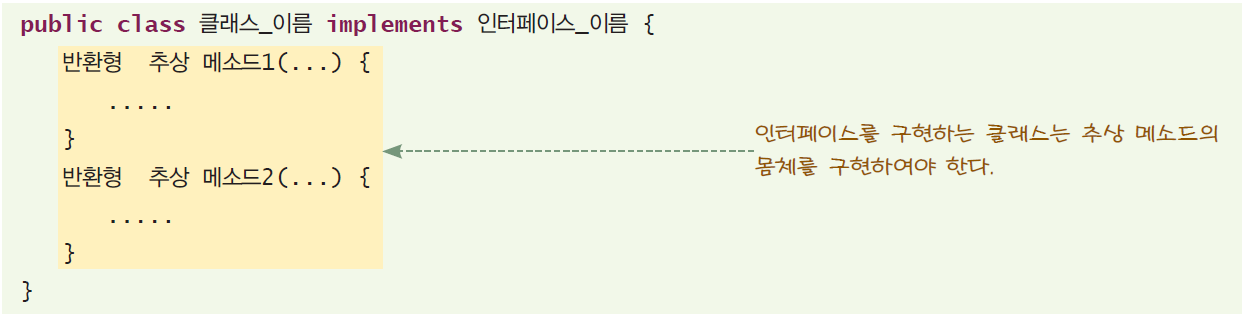 public class 클래스_이름 implements 인터페이스_이름 {
반환형 추상 메소드1(...) {
.....
}
반환형 추상 메소드2(...) {
.....
}
}
인터페이스를 구현하는 클래스는 추상 메소드의
몸체를 구현하여야 한다.